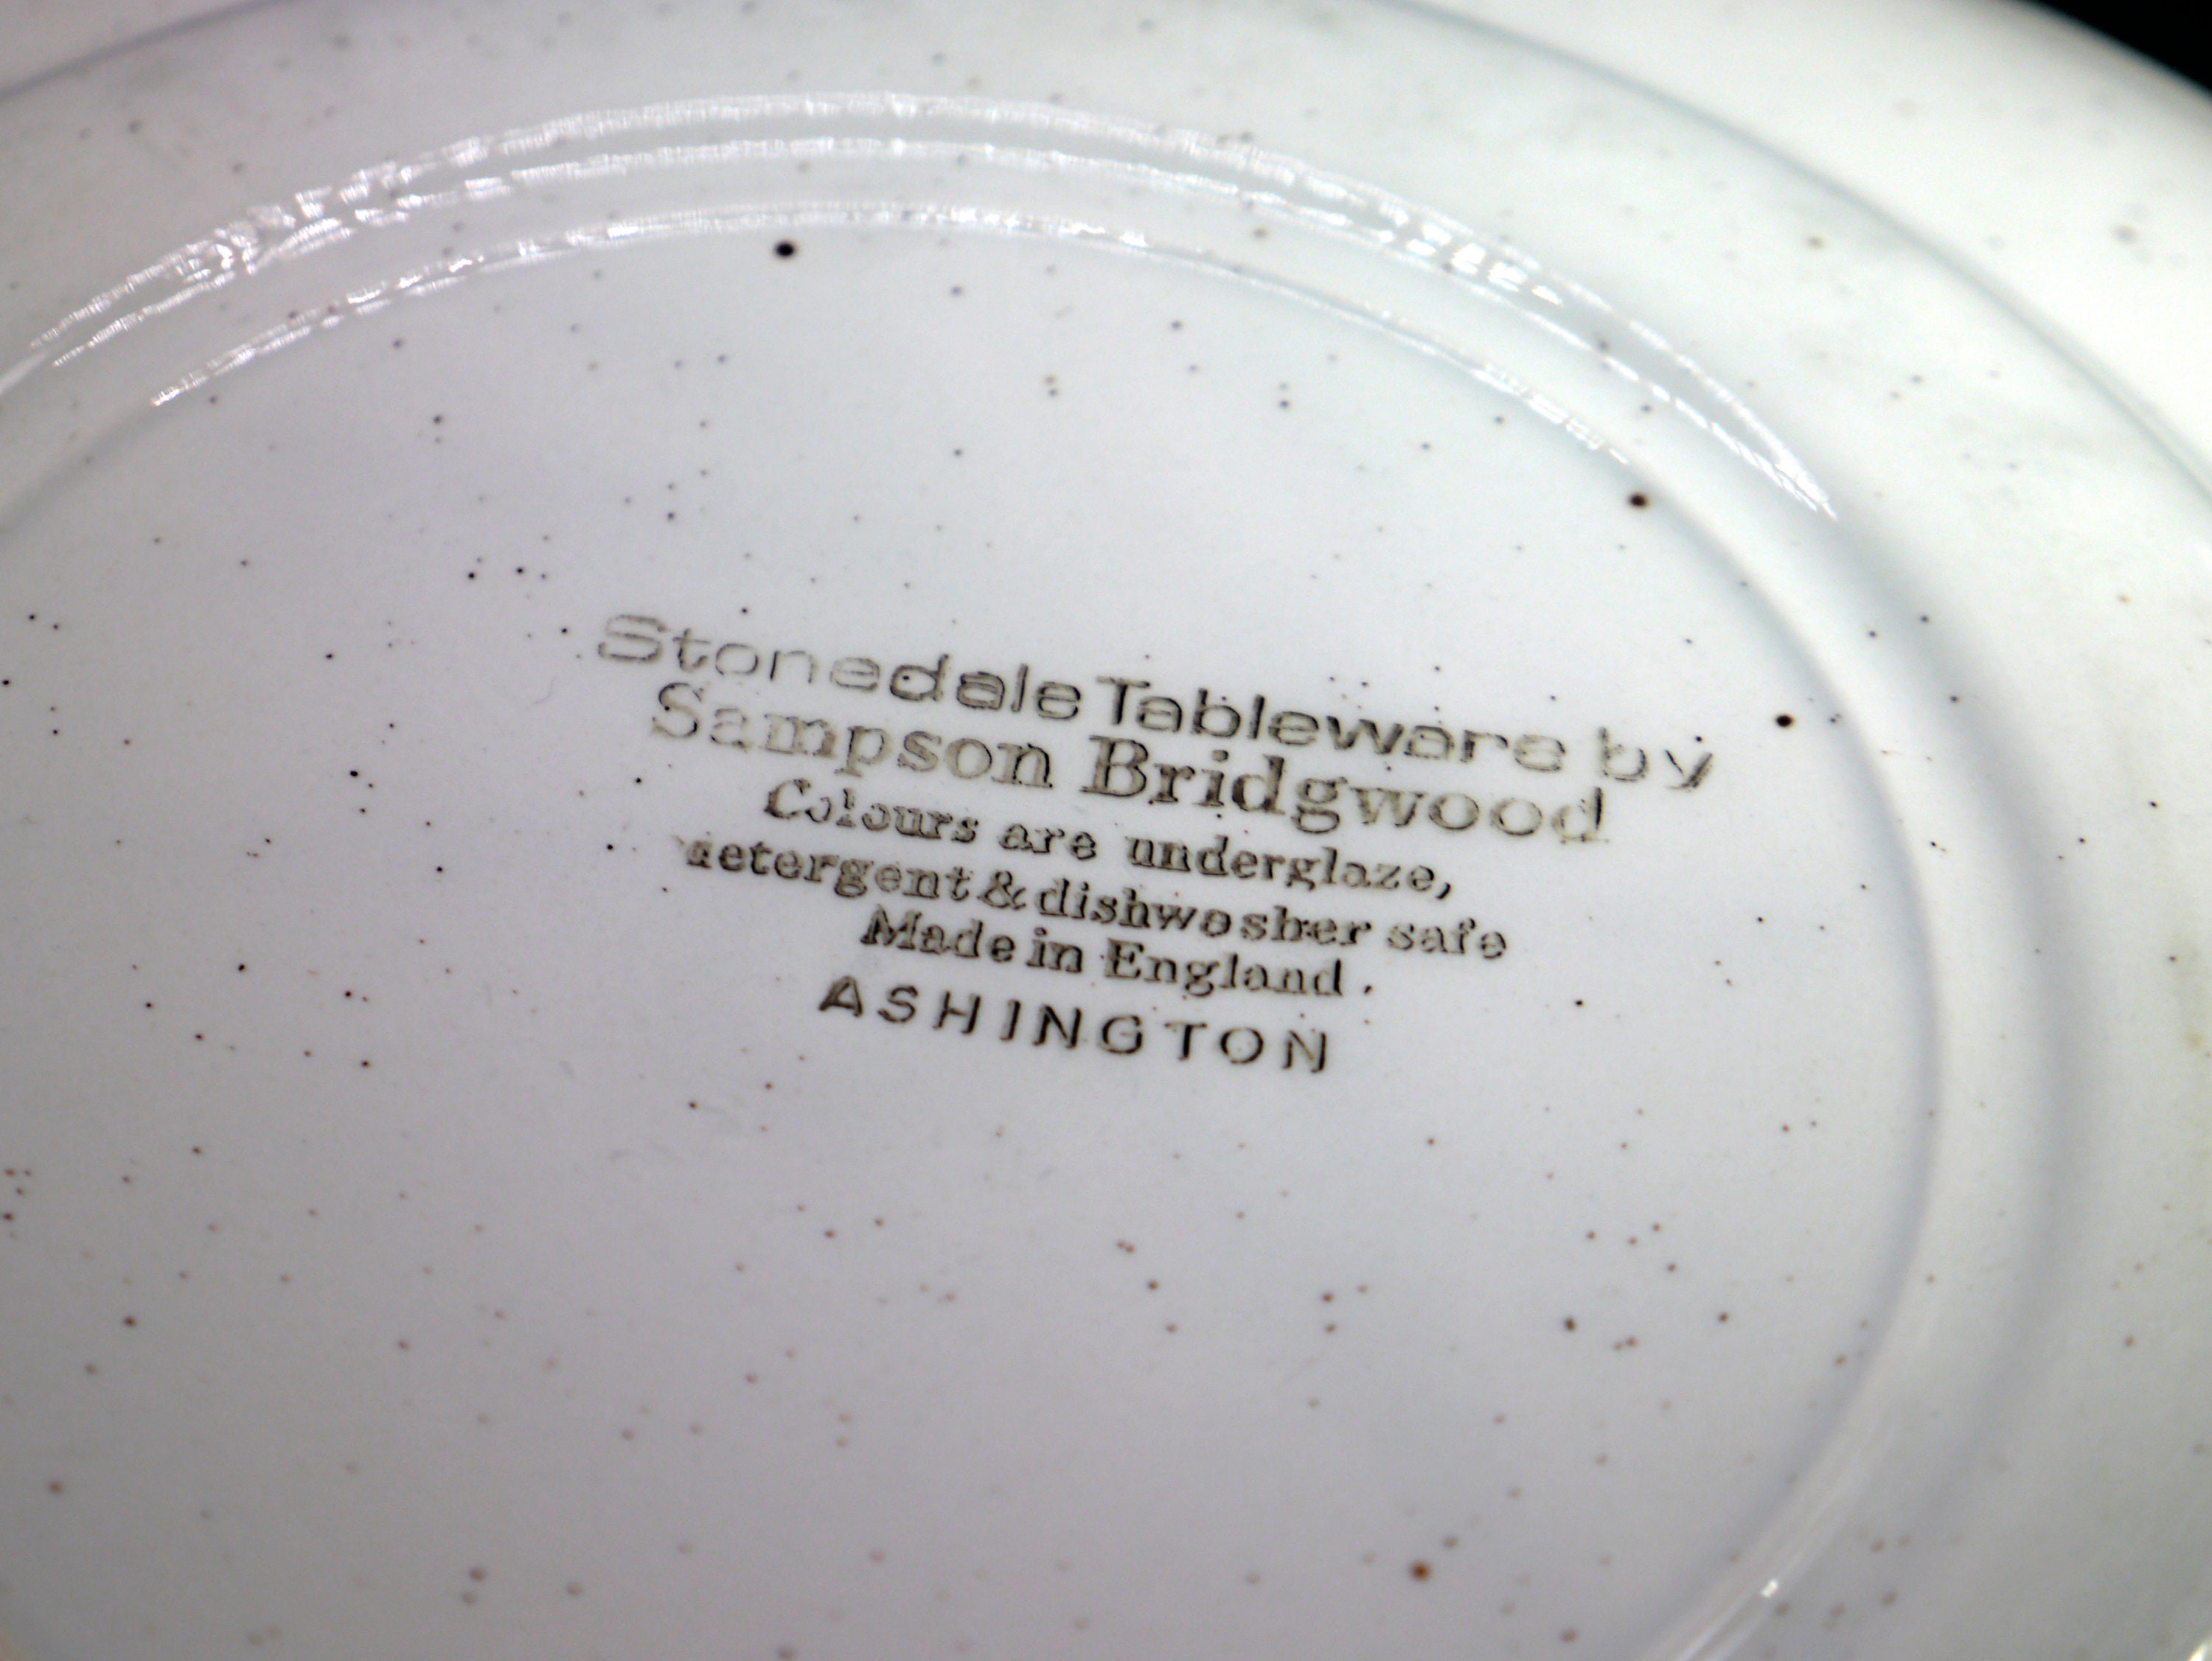 Stonedale Tableware by
Sampson Bridgwood
Colours are underglaze,
detergent & dishwasher safe
Made in England.
ASHINGTON